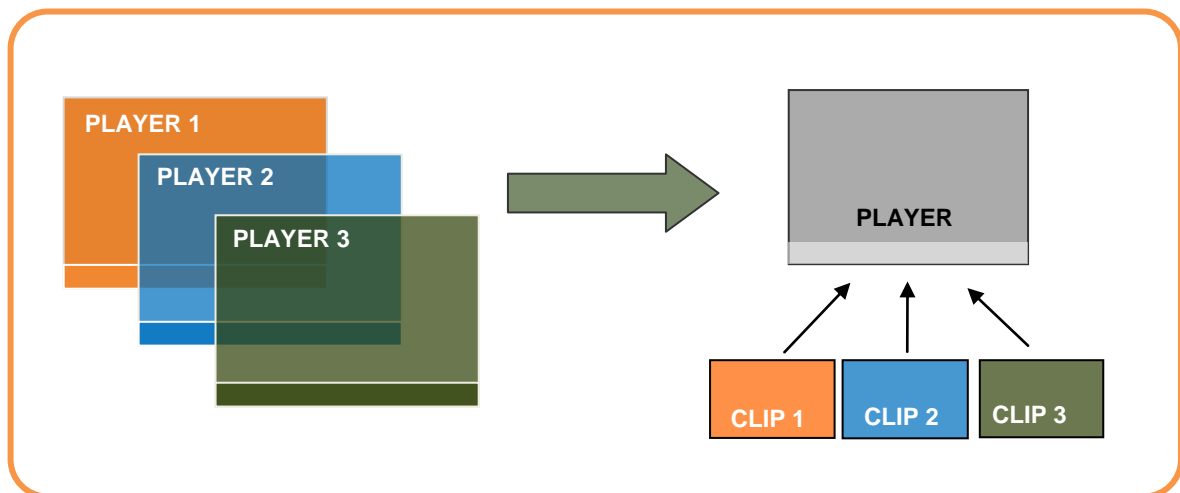 PLAYER 1
PLAYER 2
PLAYER 3
PLAYER
CLIP 1
CLIP 2
CLIP 3